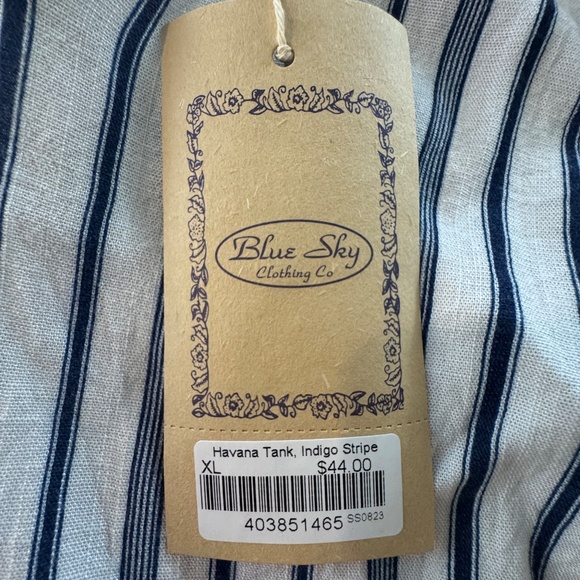 Blue Sky
Clothing Co
Havana Tank, Indigo Stripe
XL $44.00
403851465 SS0823